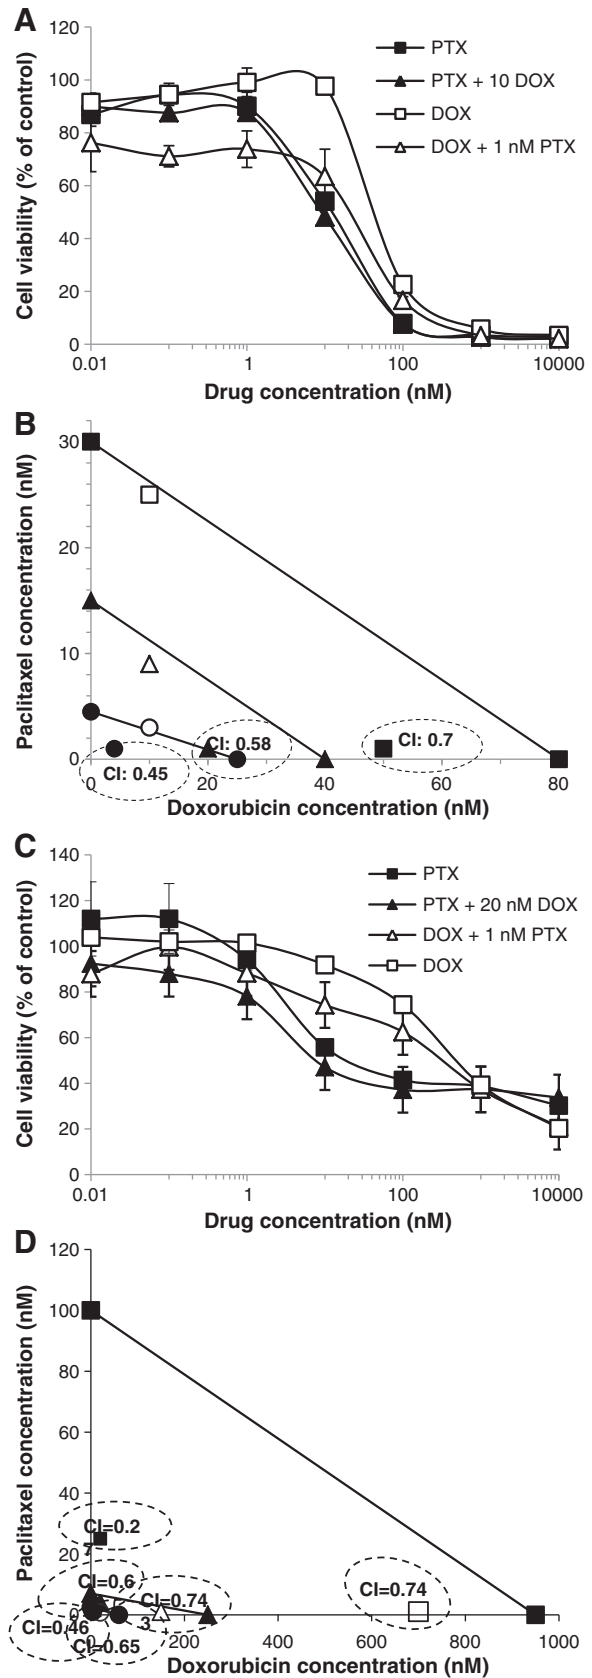 A
Cell viability (% of control)
120
100
80
60
40
20
0
PTX
PTX + 10 DOX
DOX
DOX + 1 nM PTX
0.01
1
100
10000
Drug concentration (nM)
B
Paclitaxel concentration (nM)
30
20
10
0
CI: 0.45
CI: 0.58
CI: 0.7
0
20
40
60
80
Doxorubicin concentration (nM)
C
Cell viability (% of control)
140
120
100
80
60
40
20
0
PTX
PTX + 20 nM DOX
DOX + 1 nM PTX
DOX
0.01
1
100
10000
Drug concentration (nM)
D
Paclitaxel concentration (nM)
120
100
80
60
40
20
0
CI=0.2
7
CI=0.6
3
CI=0.74
CI=0.74
CI=0.46
CI=0.65
0
200
400
600
800
1000
Doxorubicin concentration (nM)